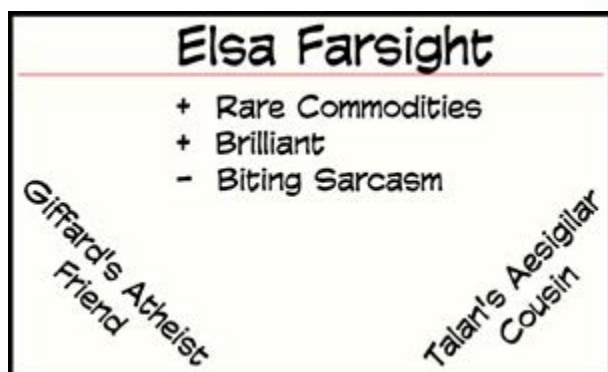 Elsa Farsight
+ Rare Commodities
+ Brilliant
- Biting Sarcasm
Giffard's Atheist
Friend
Talan's Aesigilar
Cousin